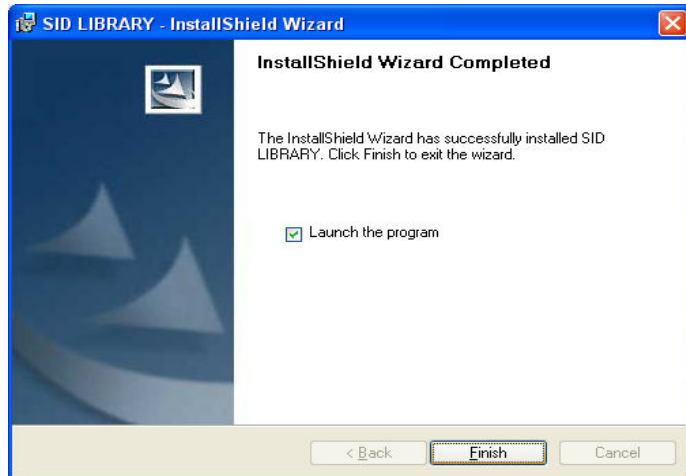 SID LIBRARY - InstallShield Wizard
InstallShield Wizard Completed
The InstallShield Wizard has successfully installed SID
LIBRARY. Click Finish to exit the wizard.
Launch the program
< Back Finish Cancel